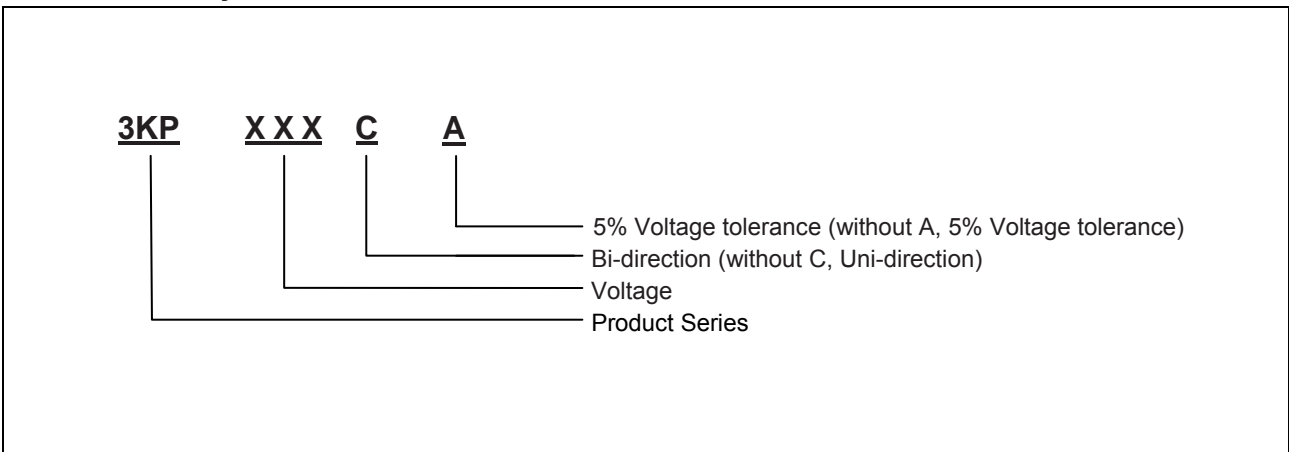 3KP XXX C A
5% Voltage tolerance (without A, 5% Voltage tolerance)
Bi-direction (without C, Uni-direction)
Voltage
Product Series